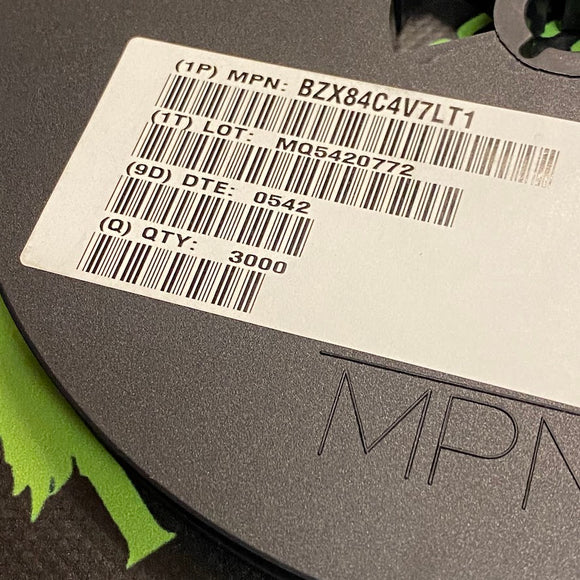 (1P) MPN: BZX84C4V7LT1
(1T) LOT: MQ5420772
(9D) DTE: 0542
(Q) QTY: 3000
MPN